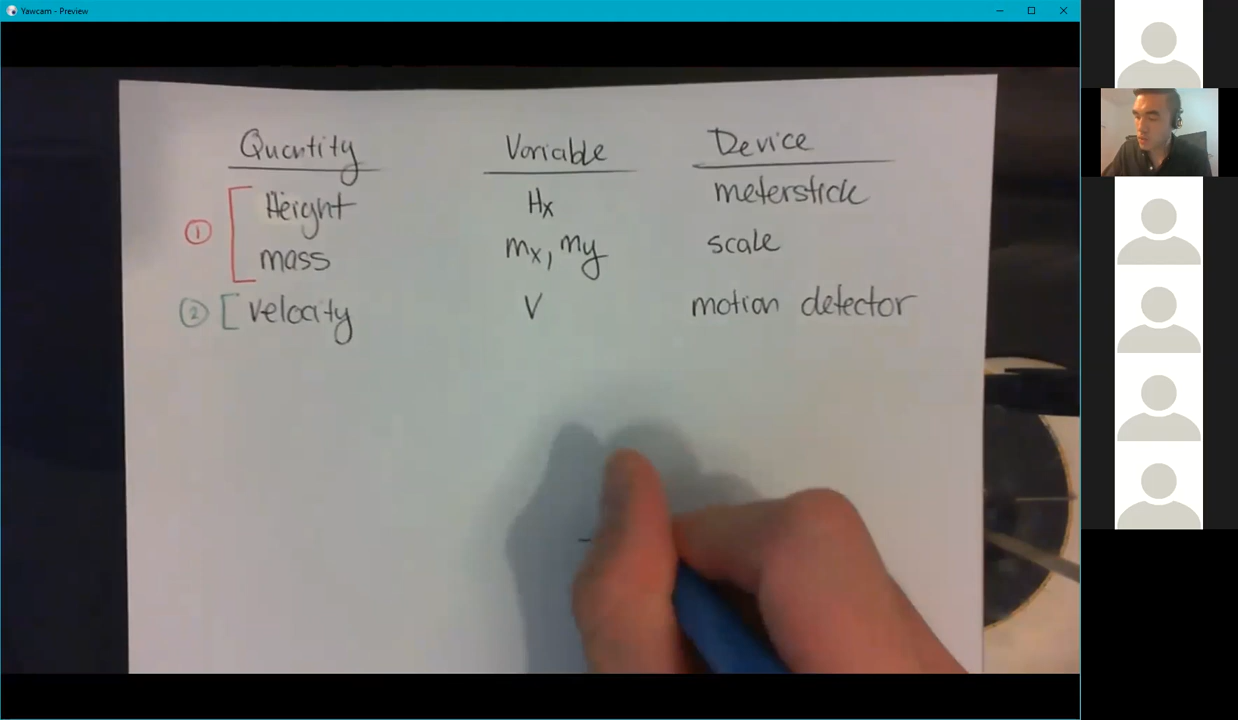 Yawcam - Preview
Quantity Variable Device
① Height Hx meterstick
mass mx, my scale
② velocity V motion detector